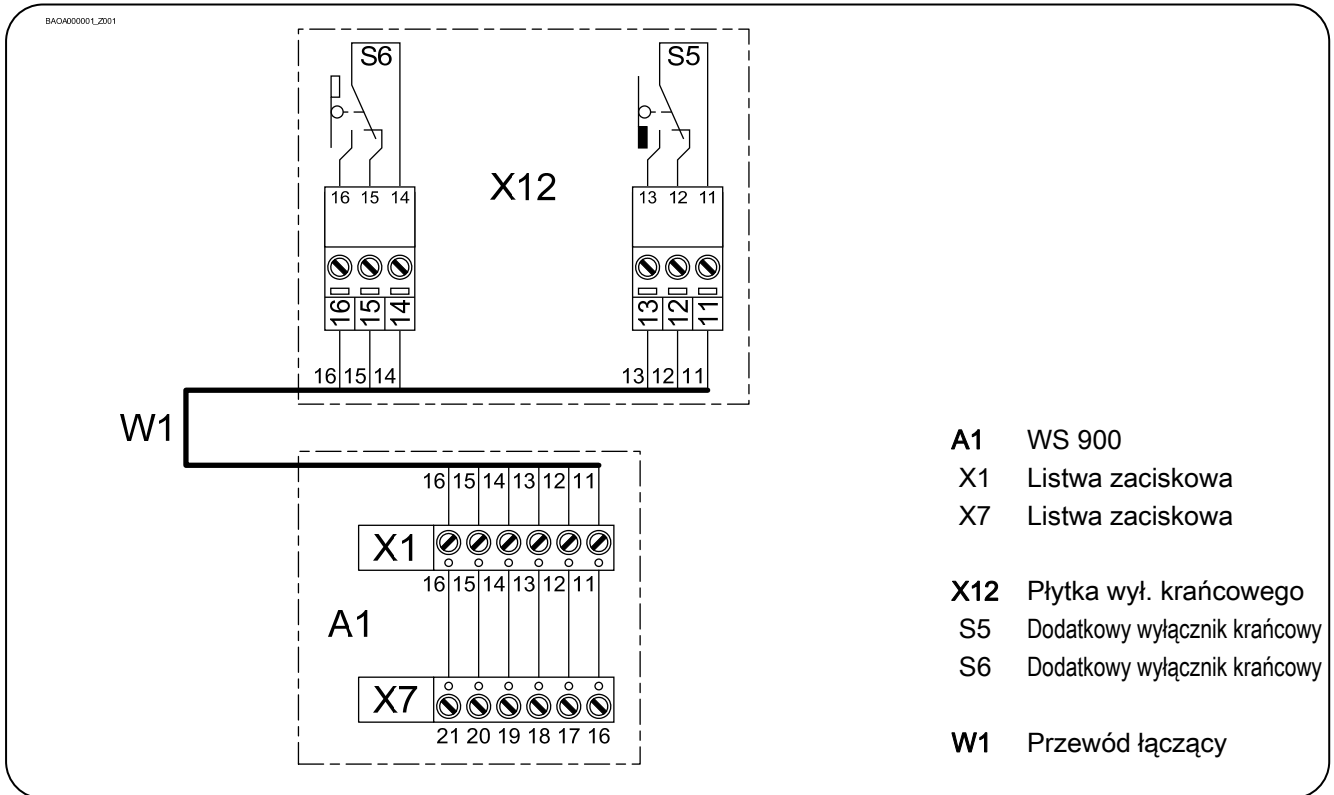 BAOA000001_Z001
S6 S5
X12
16 15 14 13 12 11
16 15 14 13 12 11
16 15 14 13 12 11
W1
16 15 14 13 12 11
X1
16 15 14 13 12 11
A1
X7
21 20 19 18 17 16
A1 WS 900
X1 Listwa zaciskowa
X7 Listwa zaciskowa
X12 Płytka wył. krańcowego
S5 Dodatkowy wyłącznik krańcowy
S6 Dodatkowy wyłącznik krańcowy
W1 Przewód łączący